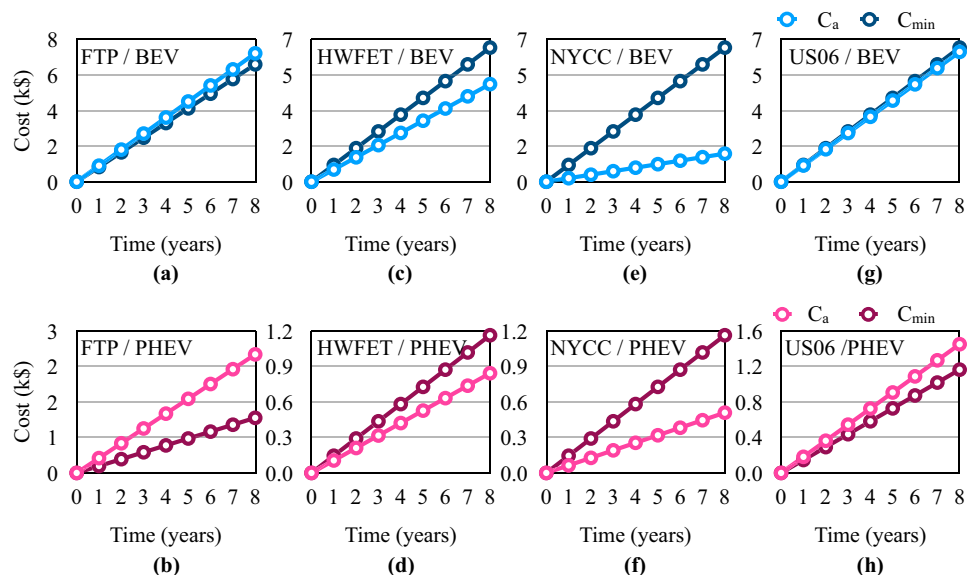 C_a C_min
8 7 7 7
FTP / BEV HWFET / BEV NYCC / BEV US06 / BEV
6 5 5 5
Cost (k$)
4 4 4 4
2 2 2 2
0 0 0 0
0 1 2 3 4 5 6 7 8 0 1 2 3 4 5 6 7 8 0 1 2 3 4 5 6 7 8 0 1 2 3 4 5 6 7 8
Time (years) Time (years) Time (years) Time (years)
(a) (c) (e) (g)
C_a C_min
3 1.2 1.2 1.6
FTP / PHEV HWFET / PHEV NYCC / PHEV US06 /PHEV
2 0.9 0.9 1.2
Cost (k$)
2 0.6 0.6 0.8
1 0.3 0.3 0.4
0 0.0 0.0 0.0
0 1 2 3 4 5 6 7 8 0 1 2 3 4 5 6 7 8 0 1 2 3 4 5 6 7 8 0 1 2 3 4 5 6 7 8
Time (years) Time (years) Time (years) Time (years)
(b) (d) (f) (h)